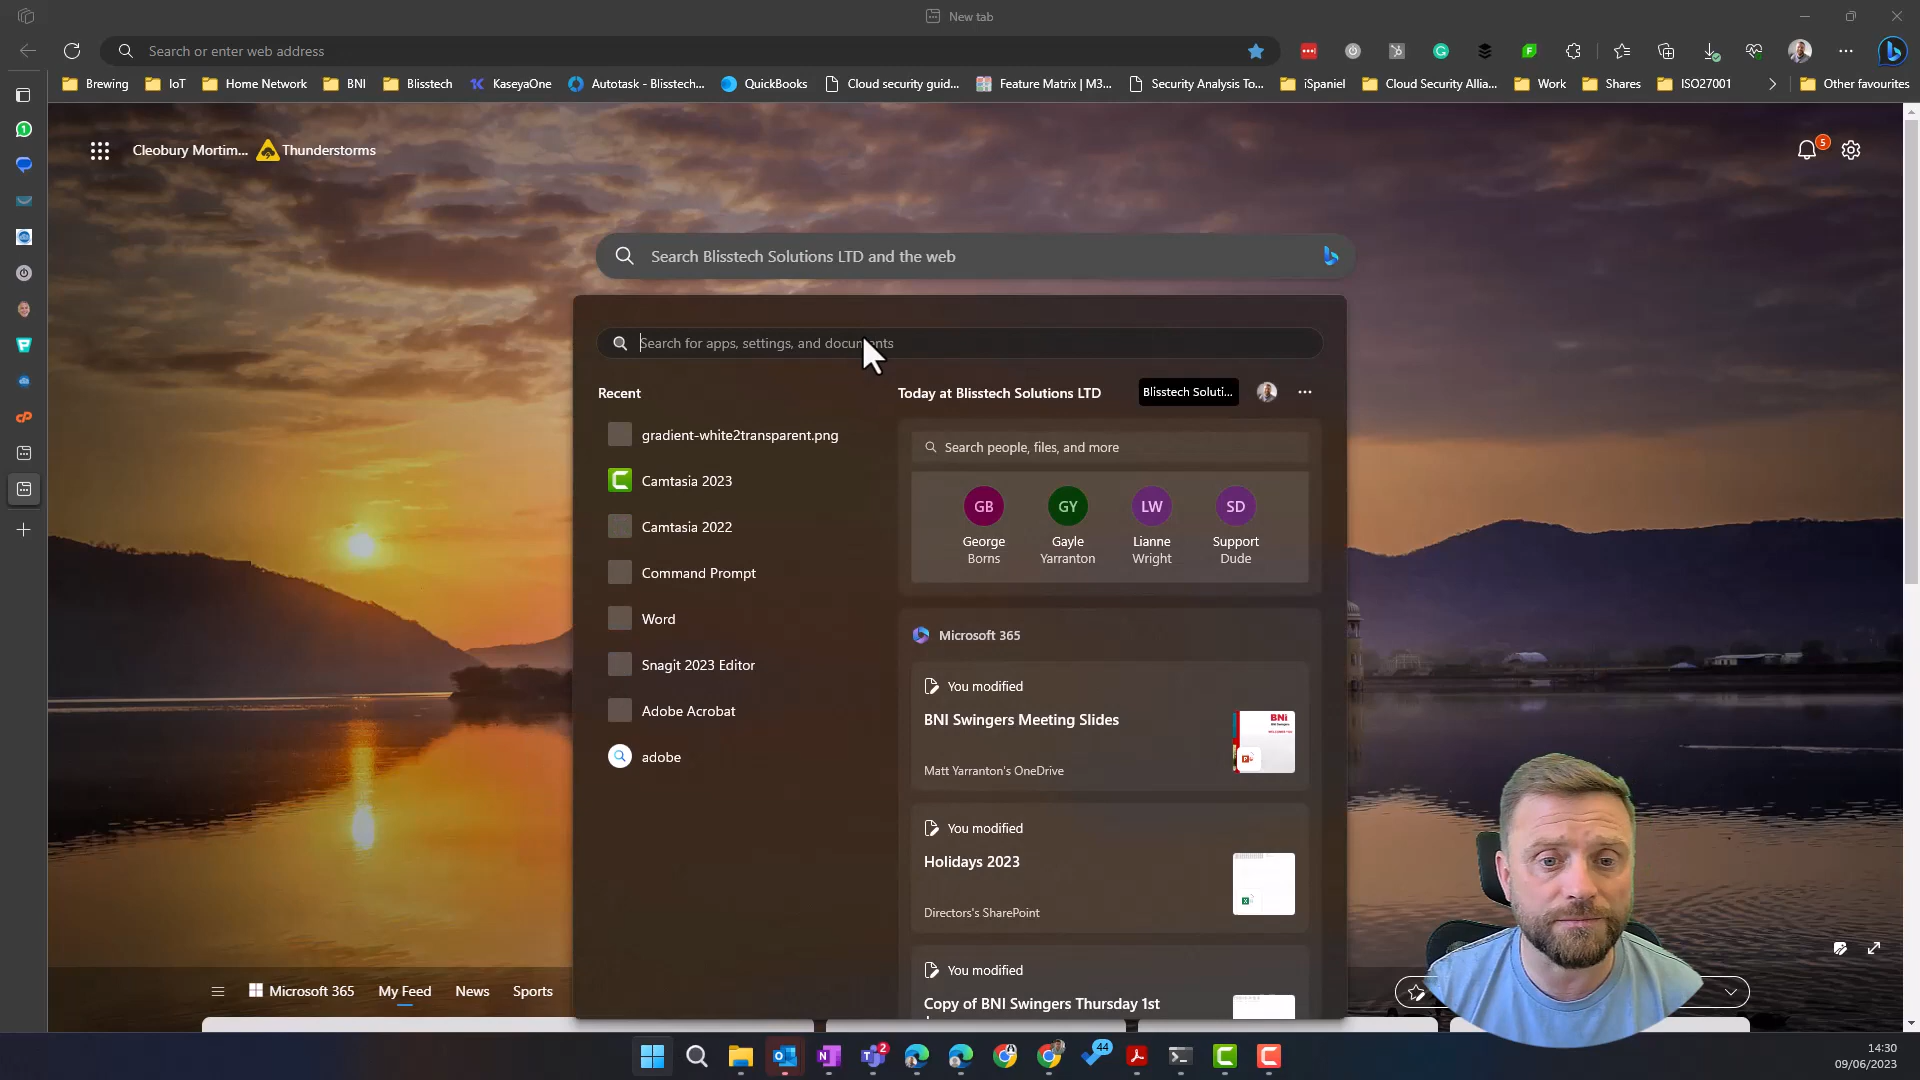 New tab
Search or enter web address
Brewing
IoT
Home Network
BNI
Blisstech
KaseyaOne
Autotask - Blisstech...
QuickBooks
Cloud security guid...
Feature Matrix | M3...
Security Analysis To...
iSpaniel
Cloud Security Allia...
Work
Shares
ISO27001
Other favourites
1
Cleobury Mortim...
Thunderstorms
5
Search Blisstech Solutions LTD and the web
Search for apps, settings, and documents
Recent
gradient-white2transparent.png
Camtasia 2023
Camtasia 2022
Command Prompt
Word
Snagit 2023 Editor
Adobe Acrobat
adobe
Today at Blisstech Solutions LTD
Blisstech Soluti...
Search people, files, and more
GB
GY
LW
SD
George
Borns
Gayle
Yarranton
Lianne
Wright
Support
Dude
Microsoft 365
You modified
BNI Swingers Meeting Slides
BNI
Matt Yarranton's OneDrive
You modified
Holidays 2023
Directors's SharePoint
You modified
Copy of BNI Swingers Thursday 1st
Microsoft 365
My Feed
News
Sports
2
44
14:30
09/06/2023